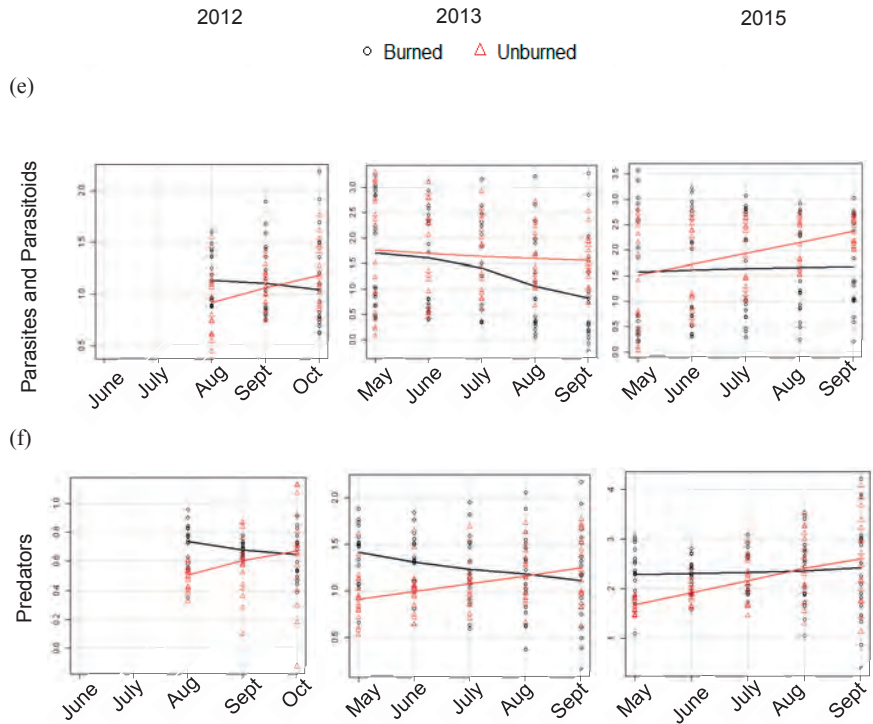 2012 2013 2015
Burned Unburned
(e)
Parasites and Parasitoids
0.5 1.0 1.5 2.0
June July Aug Sept Oct
0.0 0.5 1.0 1.5 2.0 2.5 3.0
May June July Aug Sept
0.0 0.5 1.0 1.5 2.0 2.5 3.0 3.5
May June July Aug Sept
(f)
Predators
0.0 0.2 0.4 0.6 0.8 1.0
June July Aug Sept Oct
0.5 1.0 1.5 2.0
May June July Aug Sept
1 2 3 4
May June July Aug Sept